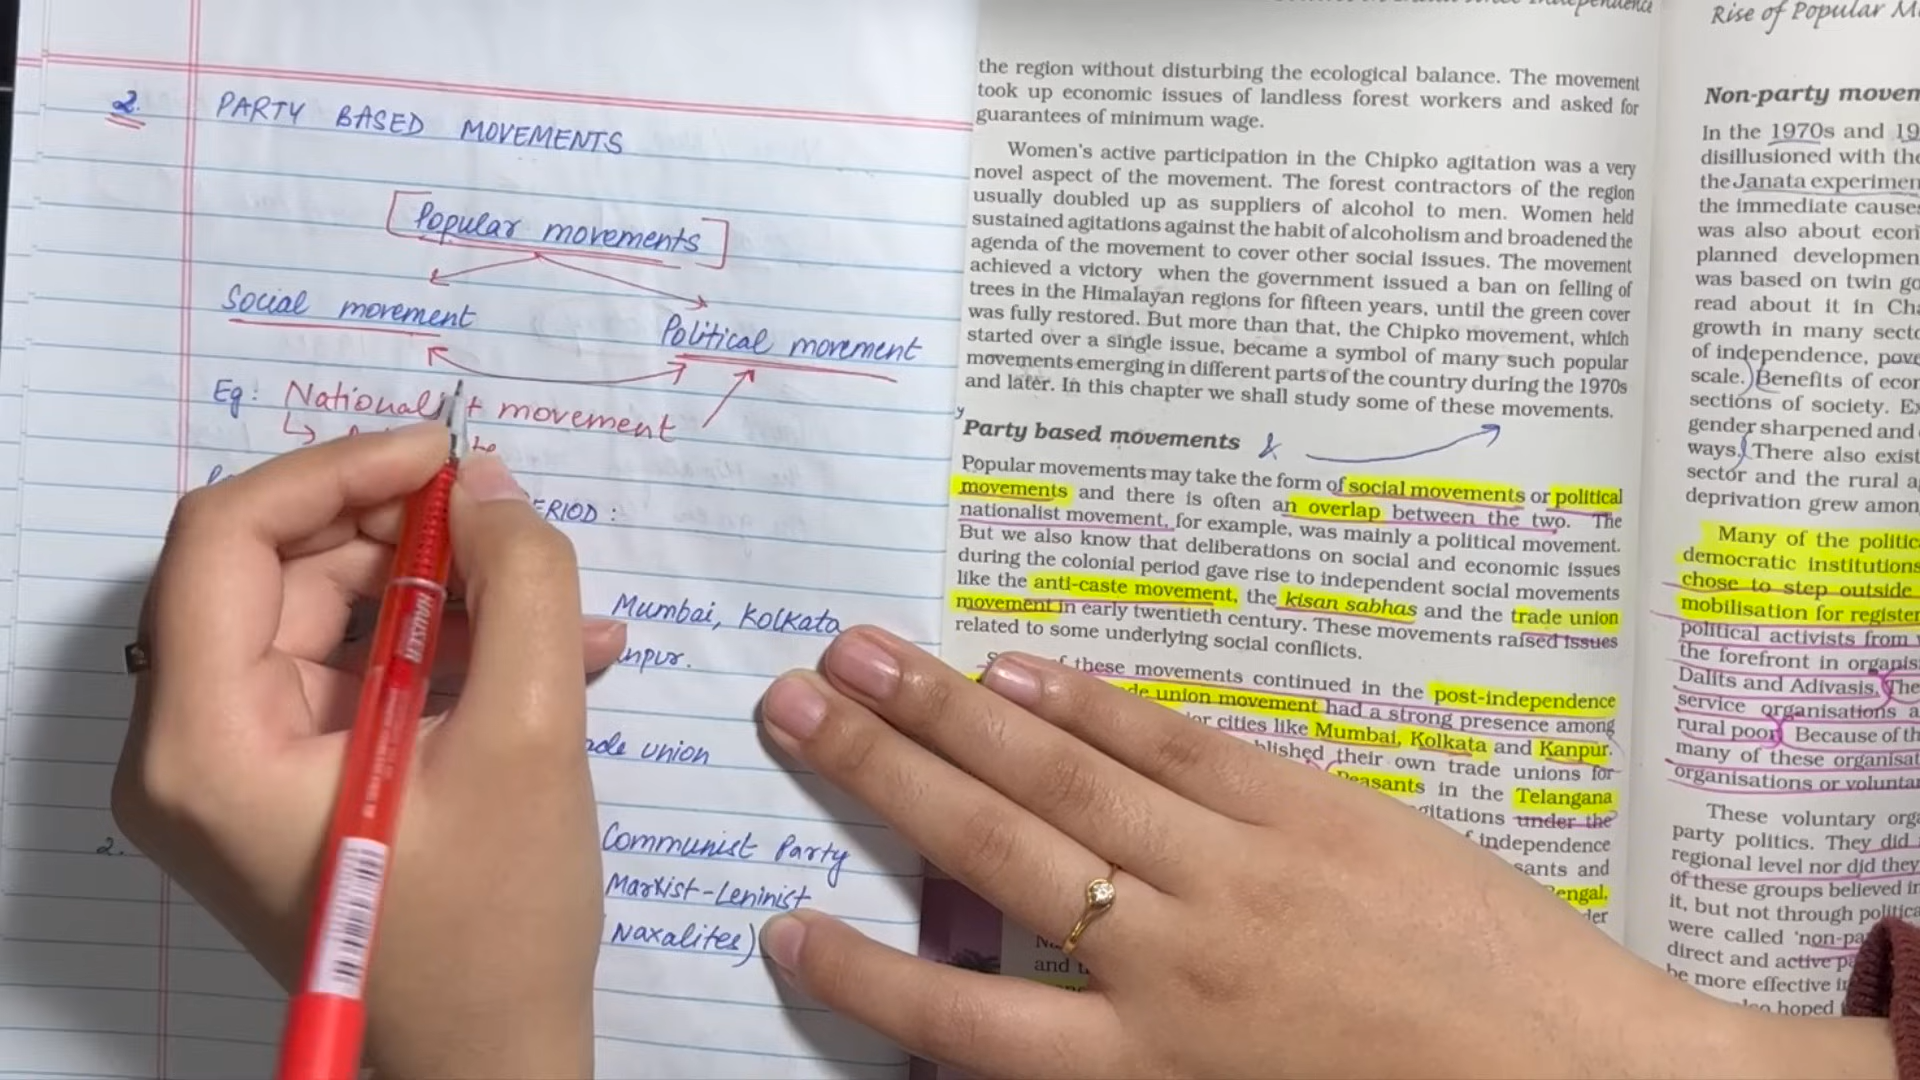 2. PARTY BASED MOVEMENTS
Popular movements
Social movement
Political movement
Eg: Nationalist movement
ERIOD :
Mumbai, Kolkata
npur.
union
2.
Communist Party
Marxist-Leninist
(Naxalites)
the region without disturbing the ecological balance. The movement
took up economic issues of landless forest workers and asked for
guarantees of minimum wage.
Women's active participation in the Chipko agitation was a very
novel aspect of the movement. The forest contractors of the region
usually doubled up as suppliers of alcohol to men. Women held
sustained agitations against the habit of alcoholism and broadened the
agenda of the movement to cover other social issues. The movement
achieved a victory when the government issued a ban on felling of
trees in the Himalayan regions for fifteen years, until the green cover
was fully restored. But more than that, the Chipko movement, which
started over a single issue, became a symbol of many such popular
movements emerging in different parts of the country during the 1970s
and later. In this chapter we shall study some of these movements.
Party based movements
Popular movements may take the form of social movements or political
movements and there is often an overlap between the two. The
nationalist movement, for example, was mainly a political movement.
But we also know that deliberations on social and economic issues
during the colonial period gave rise to independent social movements
like the anti-caste movement, the kisan sabhas and the trade union
movement in early twentieth century. These movements raised issues
related to some underlying social conflicts.
these movements continued in the post-independence
union movement had a strong presence among
cities like Mumbai, Kolkata and Kanpur.
their own trade unions for
Peasants in the Telangana
under the
independence
and
and
Rise of Popular M
Non-party movem
In the 1970s and 19
disillusioned with the
the Janata experimen
the immediate cause
was also about econ
planned developmen
was based on twin go
read about it in Cha
growth in many secto
of independence, pove
scale. Benefits of econ
sections of society. Ex
gender sharpened and
ways. There also exist
sector and the rural a
deprivation grew amon
Many of the politic
democratic institutions
chose to step outside
mobilisation for register
political activists from
the forefront in organis
Dalits and Adivasis. The
service organisations a
rural poor. Because of th
many of these organisat
organisations or voluntar
These voluntary orga
party politics. They did
regional level nor did they
of these groups believed in
it, but not through politica
were called 'non-pa
direct and active pa
be more effective in
hoped